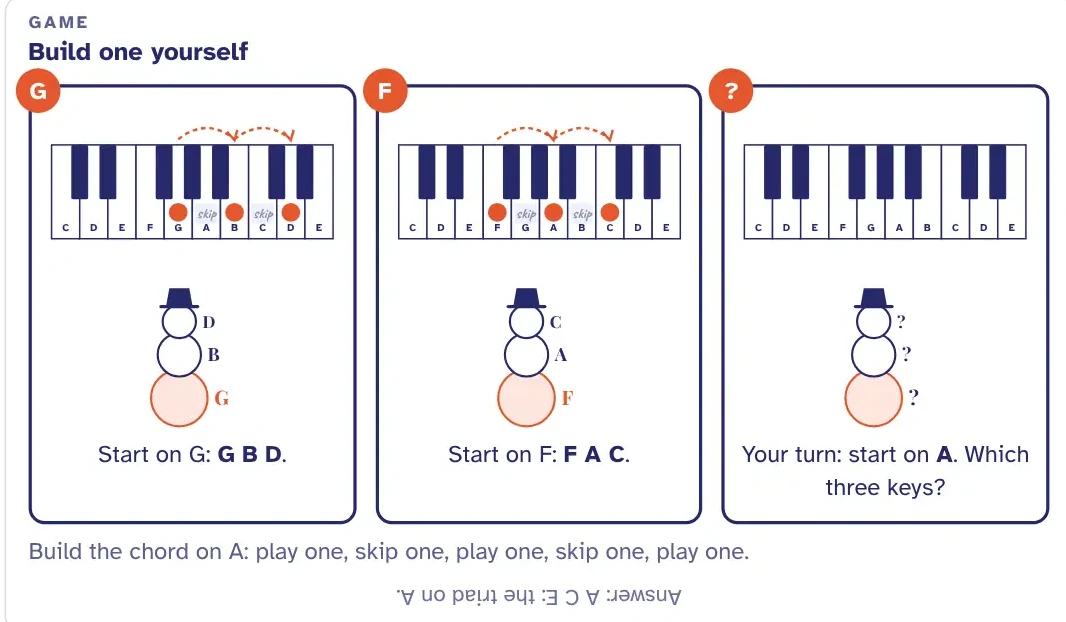 GAME
Build one yourself
G
skip skip
C D E F G A B C D E
D
B
G
Start on G: G B D.
F
skip skip
C D E F G A B C D E
C
A
F
Start on F: F A C.
?
C D E F G A B C D E
?
?
?
Your turn: start on A. Which
three keys?
Build the chord on A: play one, skip one, play one, skip one, play one.
Answer: A C E: the triad on A.